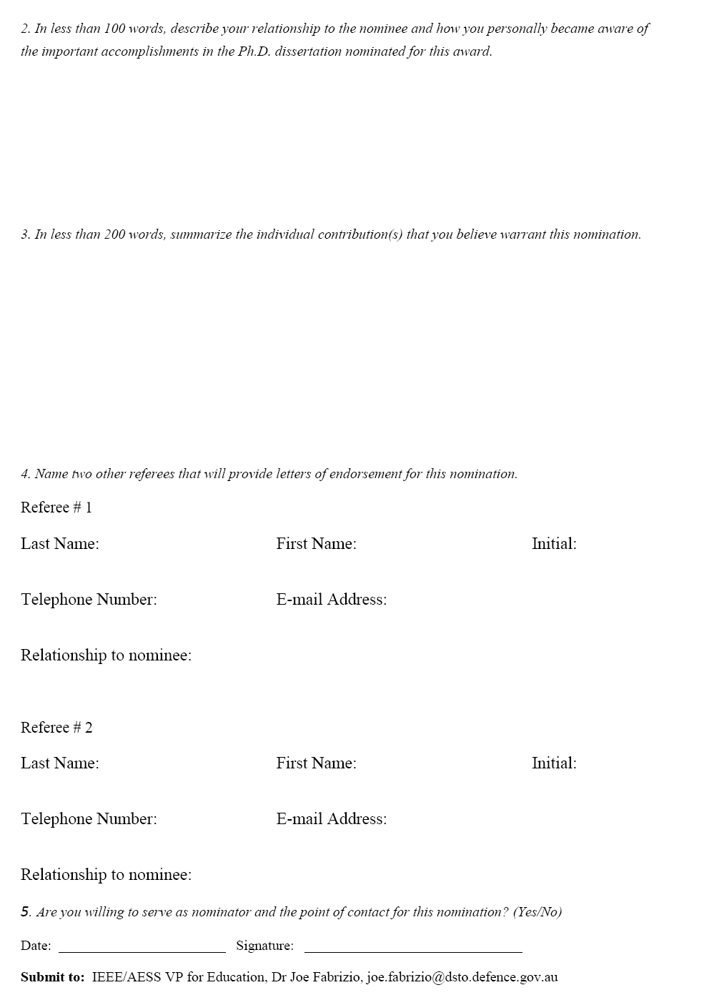 2. In less than 100 words, describe your relationship to the nominee and how you personally became aware of
the important accomplishments in the Ph.D. dissertation nominated for this award.
3. In less than 200 words, summarize the individual contribution(s) that you believe warrant this nomination.
4. Name two other referees that will provide letters of endorsement for this nomination.
Referee # 1
Last Name: First Name: Initial:
Telephone Number: E-mail Address:
Relationship to nominee:
Referee # 2
Last Name: First Name: Initial:
Telephone Number: E-mail Address:
Relationship to nominee:
5. Are you willing to serve as nominator and the point of contact for this nomination? (Yes/No)
Date: Signature:
Submit to: IEEE/AESS VP for Education, Dr Joe Fabrizio, joe.fabrizio@dsto.defence.gov.au